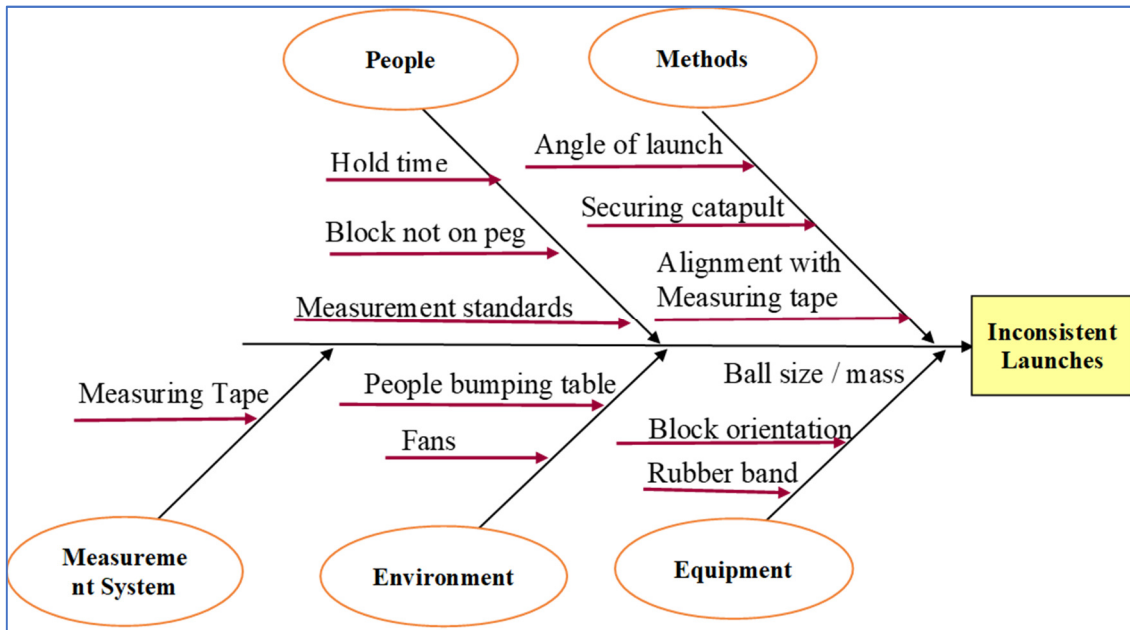 People
Methods
Angle of launch
Hold time
Securing catapult
Block not on peg
Alignment with
Measuring tape
Measurement standards
Inconsistent
Launches
Ball size / mass
People bumping table
Measuring Tape
Block orientation
Fans
Rubber band
Measureme
nt System
Environment
Equipment